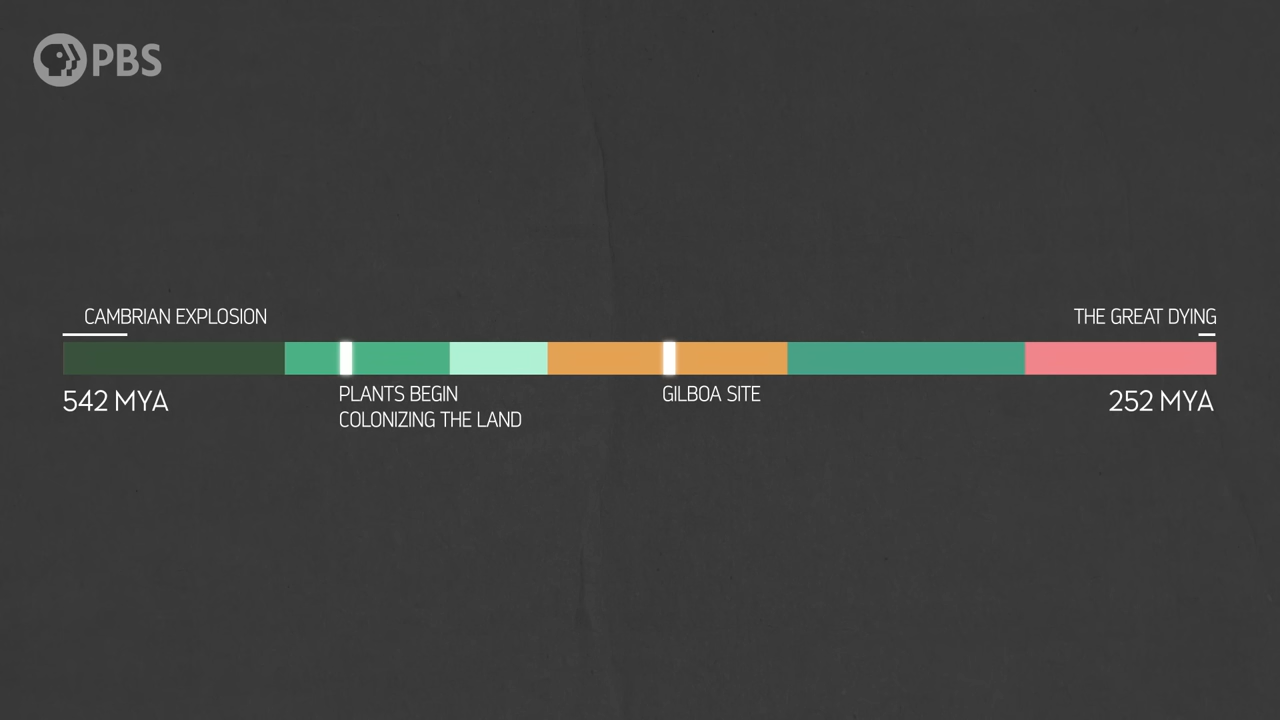 PBS
CAMBRIAN EXPLOSION
THE GREAT DYING
542 MYA
PLANTS BEGIN
COLONIZING THE LAND
GILBOA SITE
252 MYA